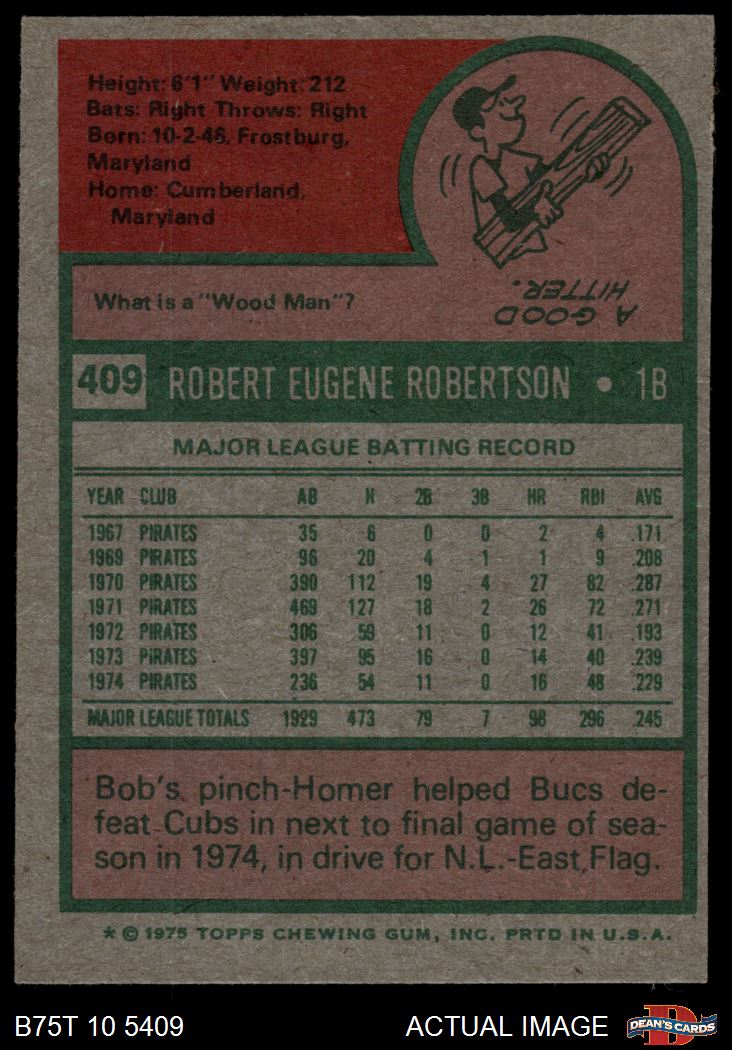 Height: 6'1" Weight: 212
Bats: Right Throws: Right
Born: 10-2-46, Frostburg,
Maryland
Home: Cumberland,
Maryland
What is a "Wood Man"?
A GOOD
HITTER.
409 ROBERT EUGENE ROBERTSON • 1B
MAJOR LEAGUE BATTING RECORD
YEAR CLUB AB H 2B 3B HR RBI AVG
1967 PIRATES 35 6 0 0 2 4 .171
1969 PIRATES 96 20 4 1 1 9 .208
1970 PIRATES 390 112 19 4 27 82 .287
1971 PIRATES 469 127 18 2 26 72 .271
1972 PIRATES 306 59 11 0 12 41 .193
1973 PIRATES 397 95 16 0 14 40 .239
1974 PIRATES 236 54 11 0 16 48 .229
MAJOR LEAGUE TOTALS 1929 473 79 7 98 296 .245
Bob's pinch-Homer helped Bucs de-
feat Cubs in next to final game of sea-
son in 1974, in drive for N.L.-East Flag.
* © 1975 TOPPS CHEWING GUM, INC. PRTD IN U.S.A.
B75T 10 5409 ACTUAL IMAGE DEAN'S CARDS